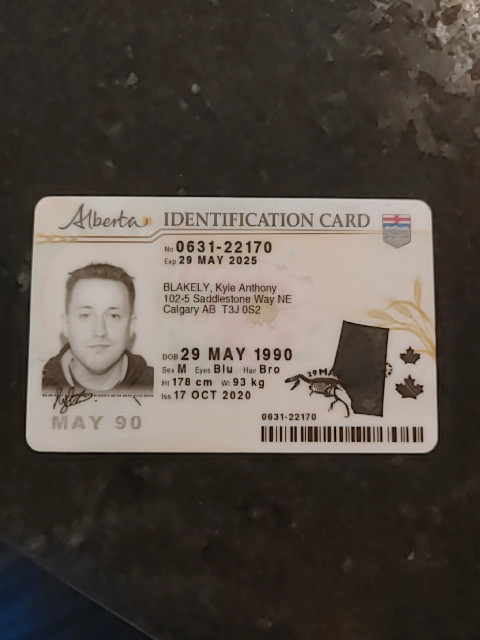 Alberta IDENTIFICATION CARD
No 0631-22170
Exp 29 MAY 2025
BLAKELY, Kyle Anthony
102-5 Saddlestone Way NE
Calgary AB T3J 0S2
DOB 29 MAY 1990
Sex M Eyes Blu Hair Bro
Ht 178 cm Wt 93 kg
Iss 17 OCT 2020
MAY 90
29 MA
0631-22170